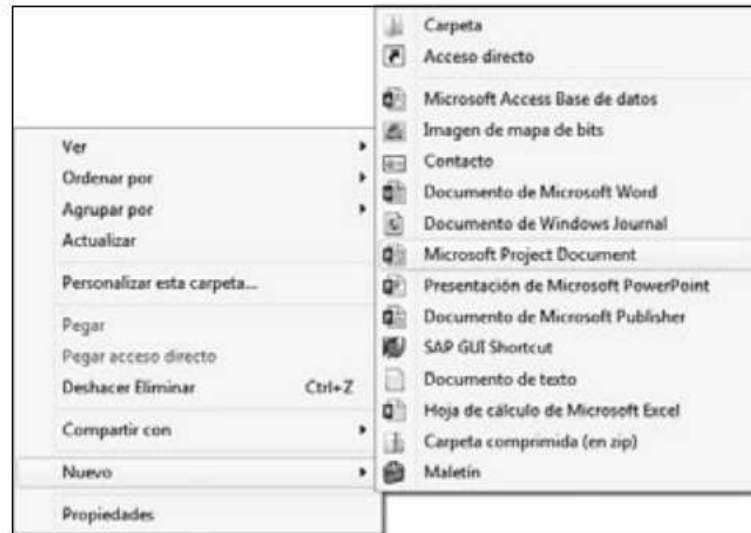 Ver
Ordenar por
Agrupar por
Actualizar
Personalizar esta carpeta...
Pegar
Pegar acceso directo
Deshacer Eliminar Ctrl+Z
Compartir con
Nuevo
Propiedades
Carpeta
Acceso directo
Microsoft Access Base de datos
Imagen de mapa de bits
Contacto
Documento de Microsoft Word
Documento de Windows Journal
Microsoft Project Document
Presentación de Microsoft PowerPoint
Documento de Microsoft Publisher
SAP GUI Shortcut
Documento de texto
Hoja de cálculo de Microsoft Excel
Carpeta comprimida (en zip)
Maletín